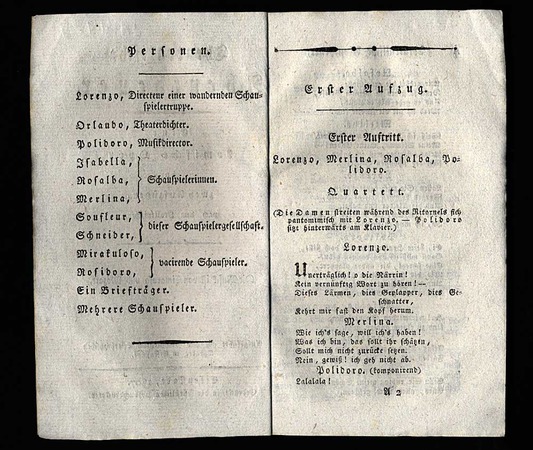 Personen.
Lorenzo, Directeur einer wandernden Schau-
spielertruppe.
Orlando, Theaterdichter.
Polidoro, Musikdirector.
Isabella,
Rosalba,
Merlina,
Schauspielerinnen.
Soufleur,
Schneider,
dieser Schauspielergesellschaft.
Mirakuloso,
Rosidoro,
vacirende Schauspieler.
Ein Briefträger.
Mehrere Schauspieler.
Erster Aufzug.
Erster Auftritt.
Lorenzo, Merlina, Rosalba, Po-
lidoro.
Quartett.
(Die Damen streiten während des Ritornels sich
pantomimisch mit Lorenzo. — Polidoro
sitzt hinterwärts am Klavier.)
Lorenzo.
Unerträglich! o die Närrin!
Kein vernünftig Wort zu hören! —
Dieses Lärmen, dies Geplapper, dies Ge-
schnatter,
Kehrt mir fast den Kopf herum.
Merlina.
Wie ich's sage, will ich's haben!
Was ich bin, das sollt ihr schätzen,
Sollt mich nicht zurücke setzen.
Nein, gewiß! ich geh nicht ab.
Polidoro. (komponirend)
Lalalala!
A 2